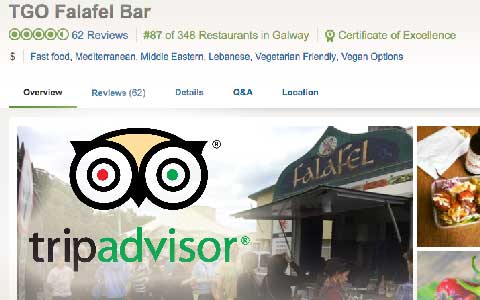 TGO Falafel Bar
62 Reviews #87 of 348 Restaurants in Galway Certificate of Excellence
$ Fast food, Mediterranean, Middle Eastern, Lebanese, Vegetarian Friendly, Vegan Options
Overview Reviews (62) Details Q&A Location
FALAFEL
®
tripadvisor®